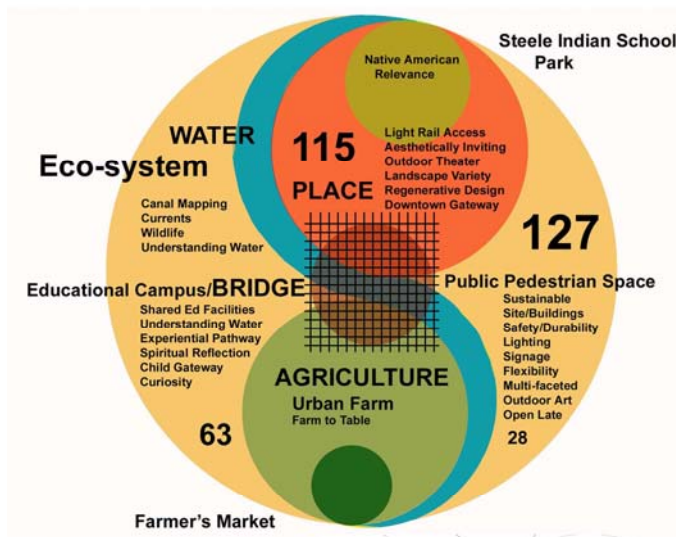 Steele Indian School
Park
Native American
Relevance
WATER
Eco-system
Canal Mapping
Currents
Wildlife
Understanding Water
115
PLACE
Light Rail Access
Aesthetically Inviting
Outdoor Theater
Landscape Variety
Regenerative Design
Downtown Gateway
127
Educational Campus/BRIDGE
Shared Ed Facilities
Understanding Water
Experiential Pathway
Spiritual Reflection
Child Gateway
Curiosity
Public Pedestrian Space
Sustainable
Site/Buildings
Safety/Durability
Lighting
Signage
Flexibility
Multi-faceted
Outdoor Art
Open Late
28
AGRICULTURE
Urban Farm
Farm to Table
63
Farmer's Market